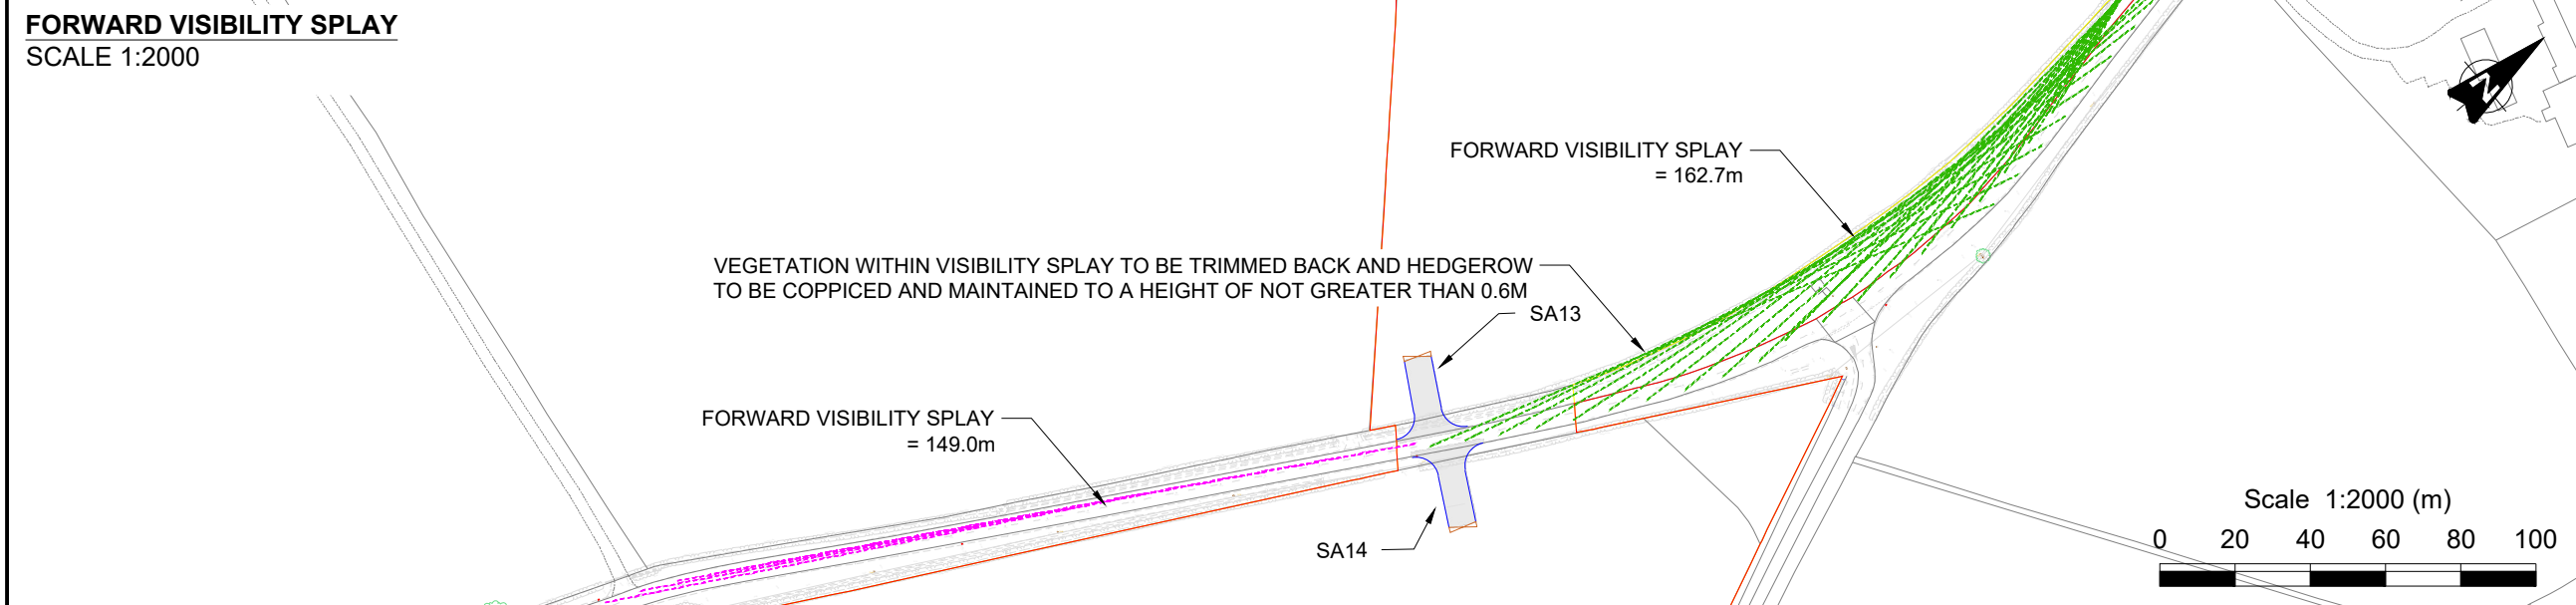 FORWARD VISIBILITY SPLAY
SCALE 1:2000
N
FORWARD VISIBILITY SPLAY
= 162.7m
VEGETATION WITHIN VISIBILITY SPLAY TO BE TRIMMED BACK AND HEDGEROW
TO BE COPPICED AND MAINTAINED TO A HEIGHT OF NOT GREATER THAN 0.6M
SA13
FORWARD VISIBILITY SPLAY
= 149.0m
SA14
Scale 1:2000 (m)
0 20 40 60 80 100